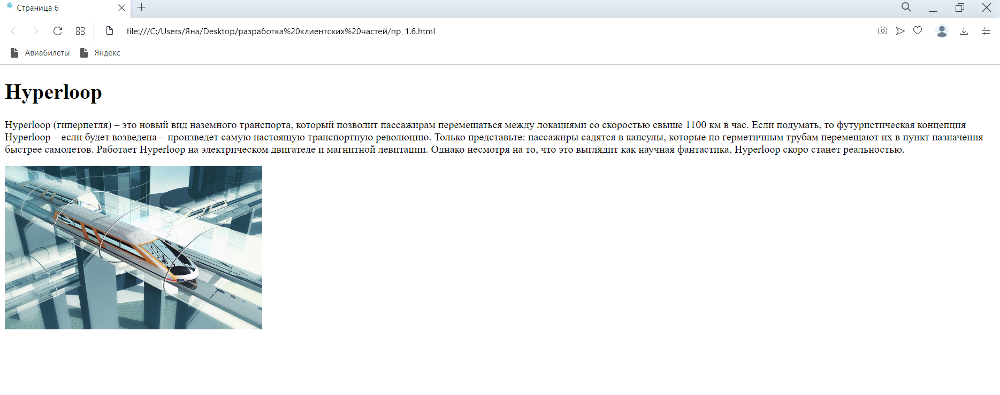 Страница 6
file:///C:/Users/Яна/Desktop/разработка%20клиентских%20частей/пр_1.6.html
Авиабилеты Яндекс
Hyperloop
Hyperloop (гиперпетля) – это новый вид наземного транспорта, который позволит пассажирам перемещаться между локациями со скоростью свыше 1100 км в час. Если подумать, то футуристическая концепция
Hyperloop – если будет возведена – произведет самую настоящую транспортную революцию. Только представьте: пассажиры садятся в капсулы, которые по герметичным трубам перемещают их в пункт назначения
быстрее самолетов. Работает Hyperloop на электрическом двигателе и магнитной левитации. Однако несмотря на то, что это выглядит как научная фантастика, Hyperloop скоро станет реальностью.